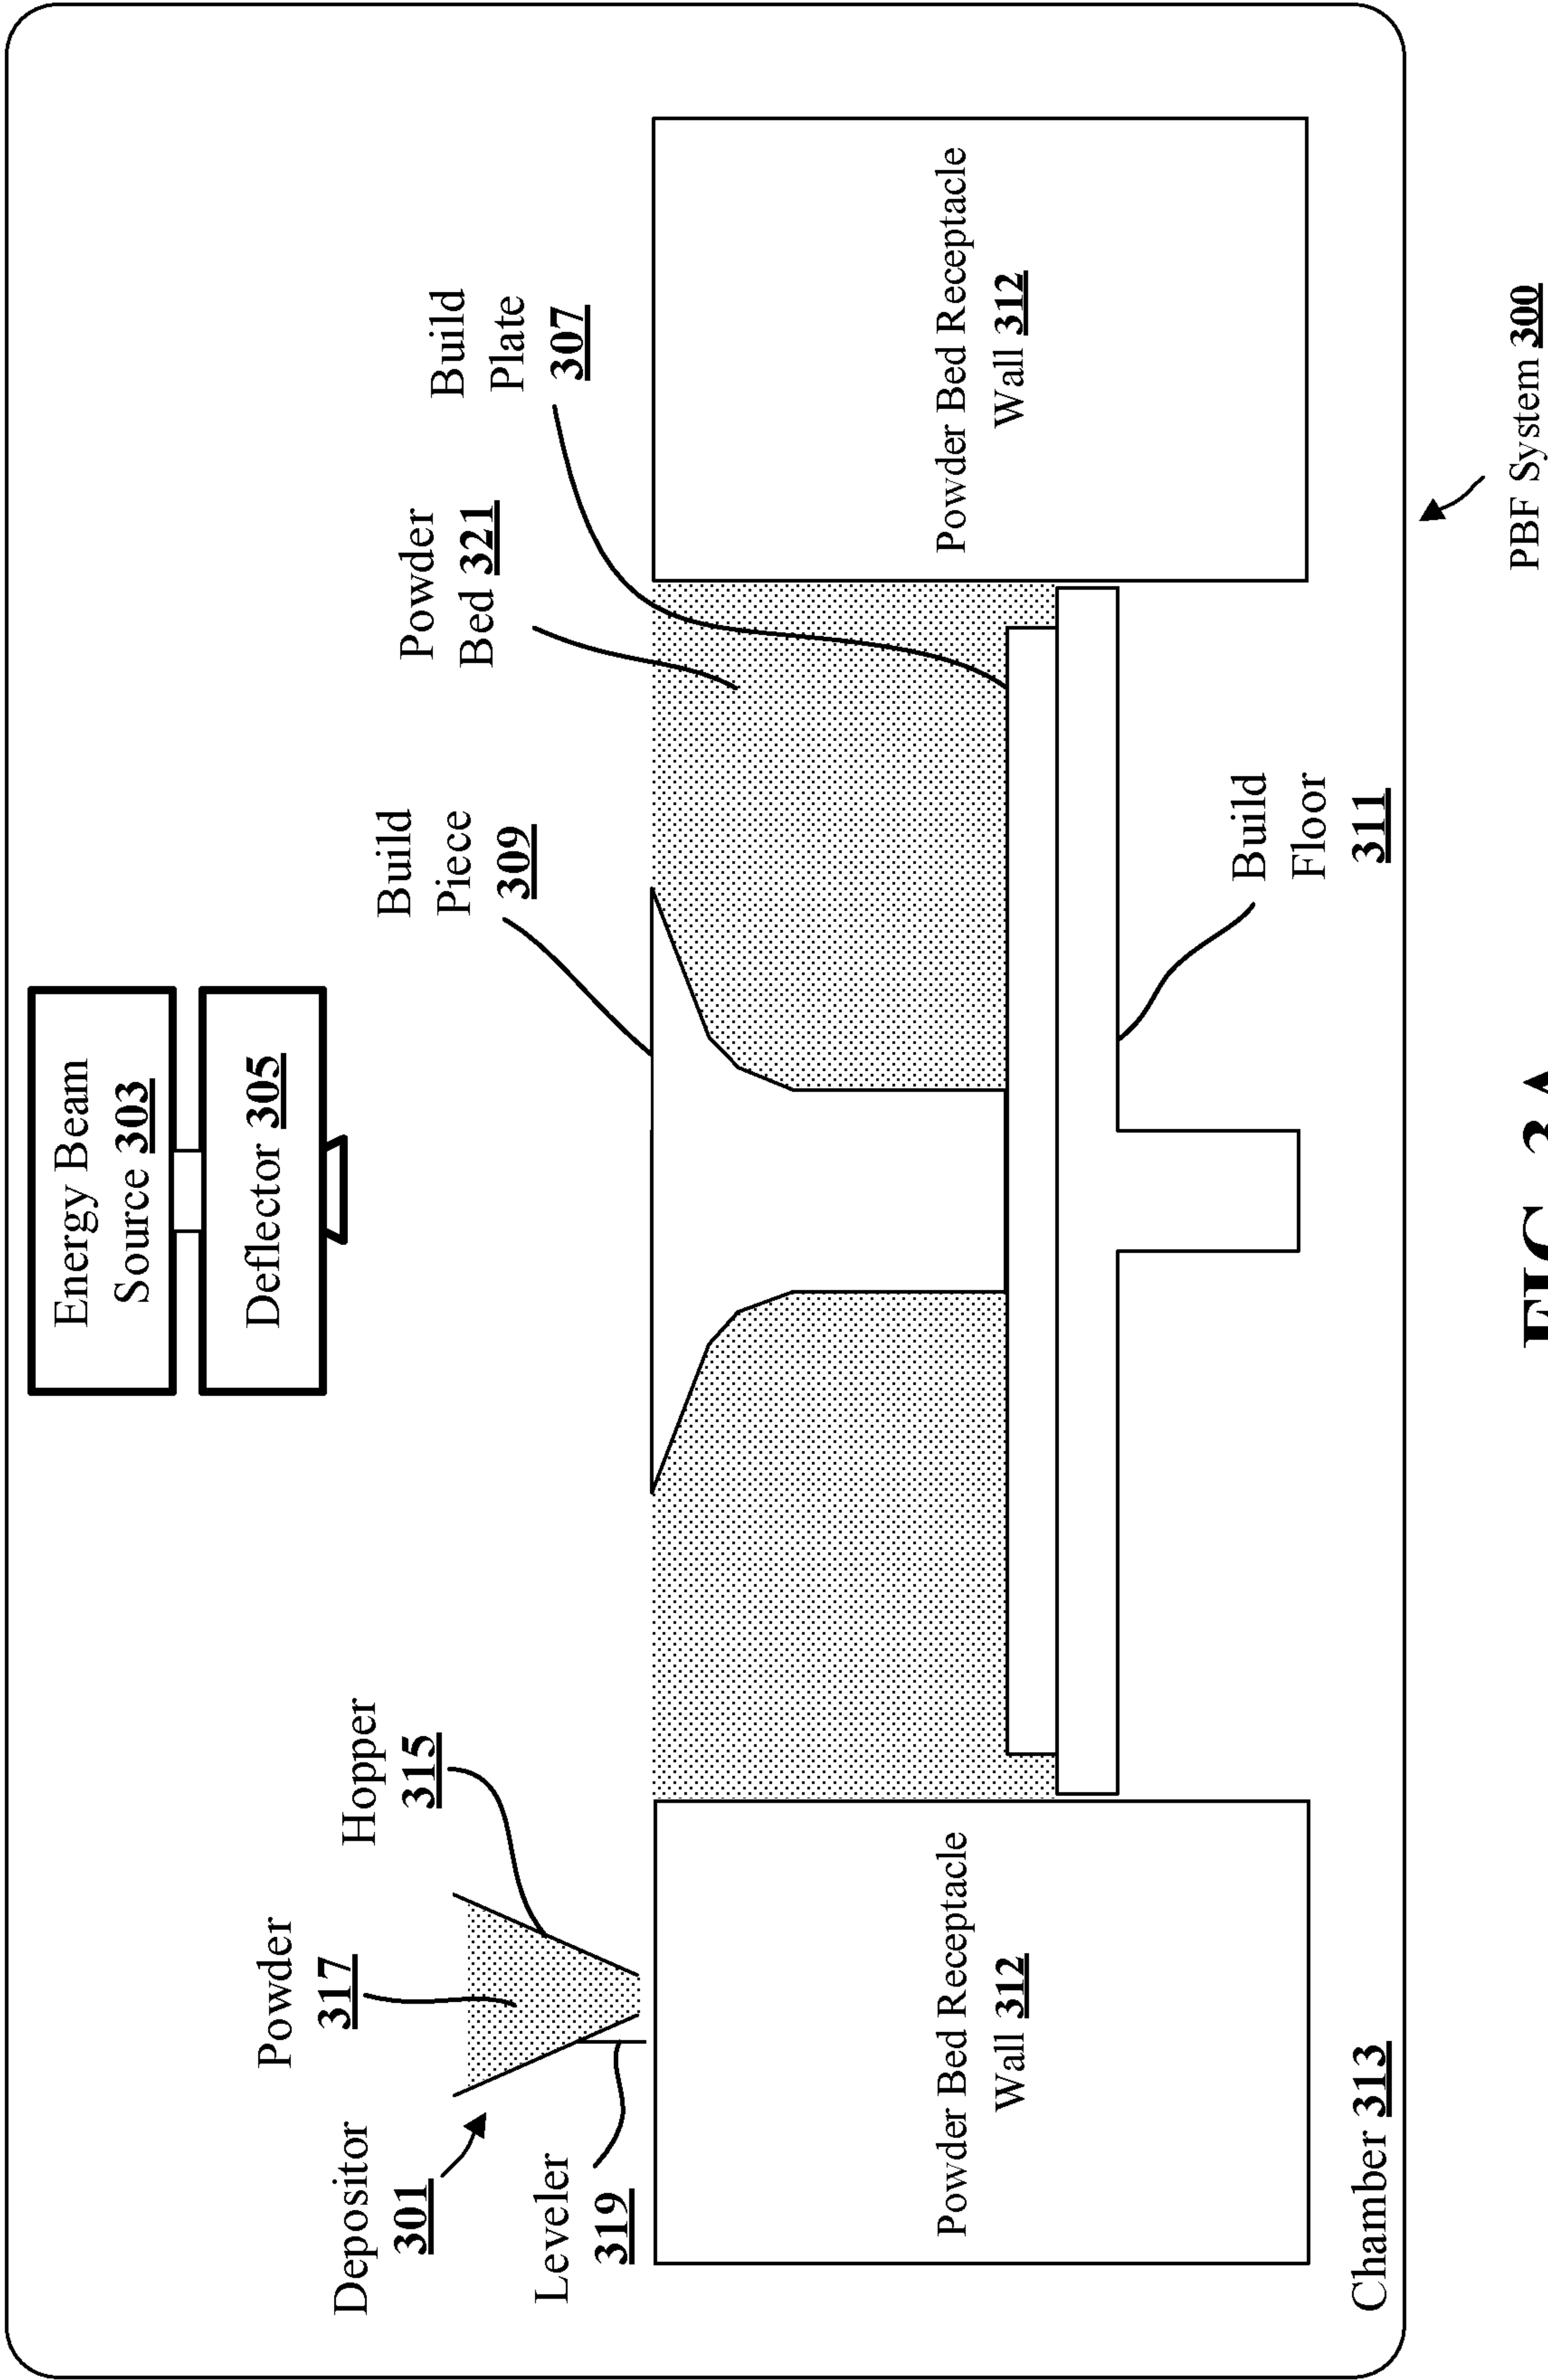 Energy Beam
Source 303
Deflector 305
Powder
317
Hopper
315
Depositor
301
Leveler
319
Build
Piece
309
Powder
Bed 321
Build
Plate
307
Powder Bed Receptacle
Wall 312
Powder Bed Receptacle
Wall 312
Build
Floor
311
Chamber 313
PBF System 300